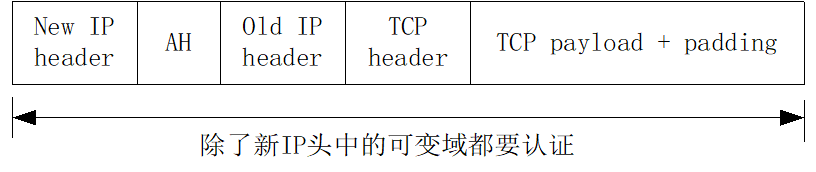 New IP
header
AH
Old IP
header
TCP
header
TCP payload + padding
除了新IP头中的可变域都要认证